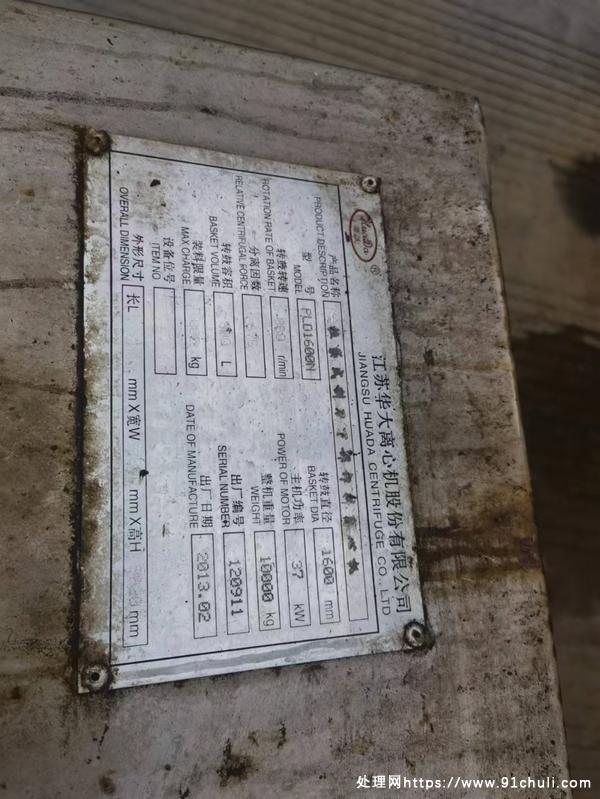 江苏华大离心机股份有限公司
JIANGSU HUADA CENTRIFUGE CO., LTD
产品名称
PRODUCT DESCRIPTION
型 号 PLD1600N 转鼓直径 1600 mm
MODEL BASKET DIA
转鼓转速 r/min 主机功率 37 kW
ROTATION RATE OF BASKET POWER OF MOTOR
分离因数 整机重量 10000 kg
RELATIVE CENTRIFUGAL FORCE WEIGHT
转鼓容积 L 出厂编号 120911
BASKET VOLUME SERIAL NUMBER
装料限量 kg 出厂日期 2013.02
MAX CHARGE DATE OF MANUFACTURE
设备位号
ITEM NO
外形尺寸 长L mm X宽W mm X高H mm
OVERALL DIMENSION
处理网https://www.91chuli.com